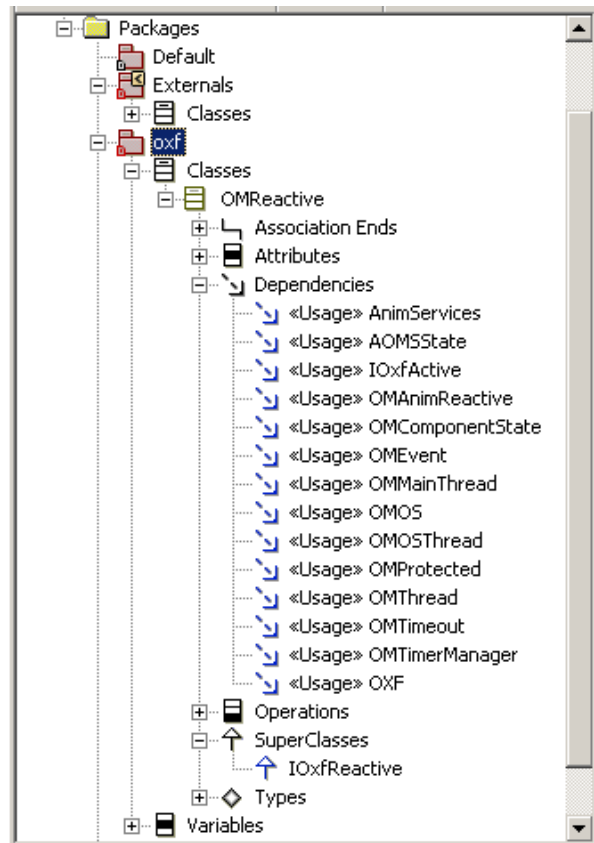 Packages
Default
Externals
Classes
oxf
Classes
OMReactive
Association Ends
Attributes
Dependencies
«Usage» AnimServices
«Usage» AOMSState
«Usage» IOxfActive
«Usage» OMAnimReactive
«Usage» OMComponentState
«Usage» OMEvent
«Usage» OMMainThread
«Usage» OMOS
«Usage» OMOSThread
«Usage» OMProtected
«Usage» OMThread
«Usage» OMTimeout
«Usage» OMTimerManager
«Usage» OXF
Operations
SuperClasses
IOxfReactive
Types
Variables